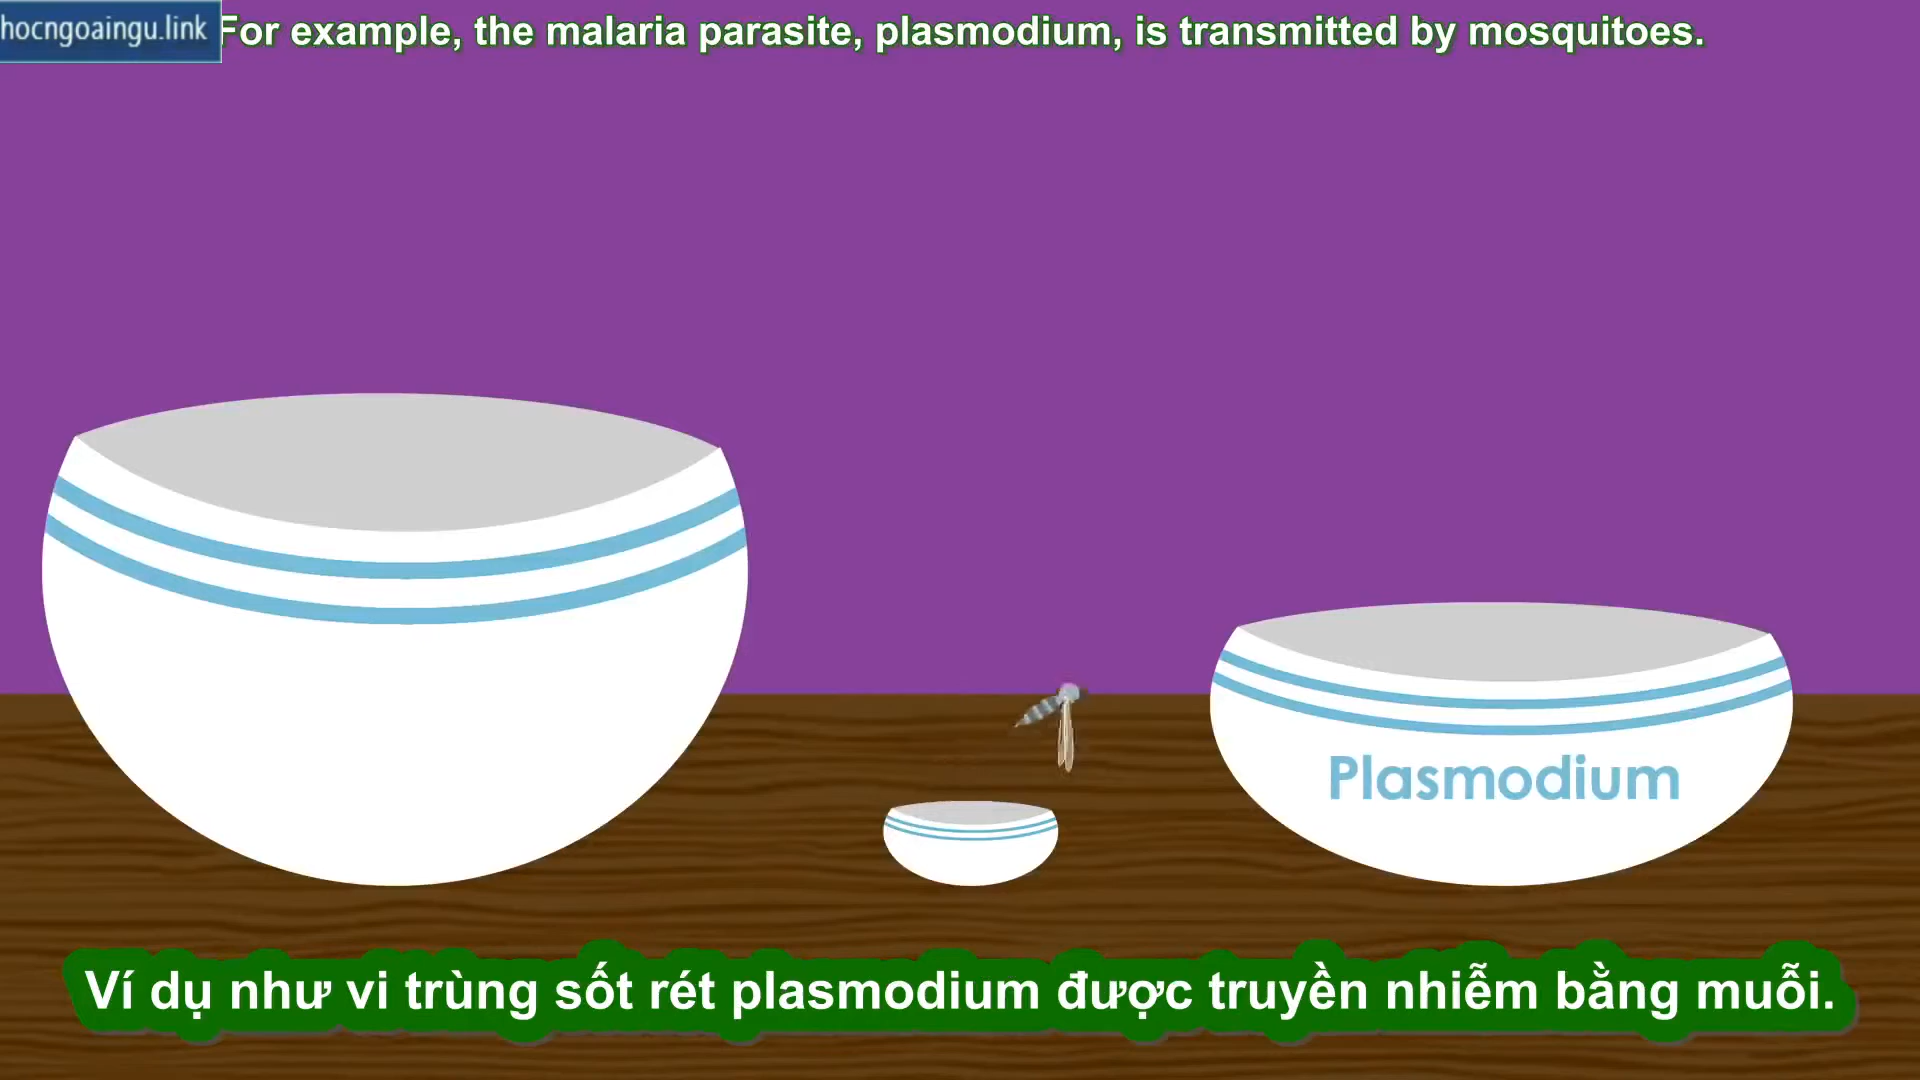 hocngoaingu.link
For example, the malaria parasite, plasmodium, is transmitted by mosquitoes.
Plasmodium
Ví dụ như vi trùng sốt rét plasmodium được truyền nhiễm bằng muỗi.